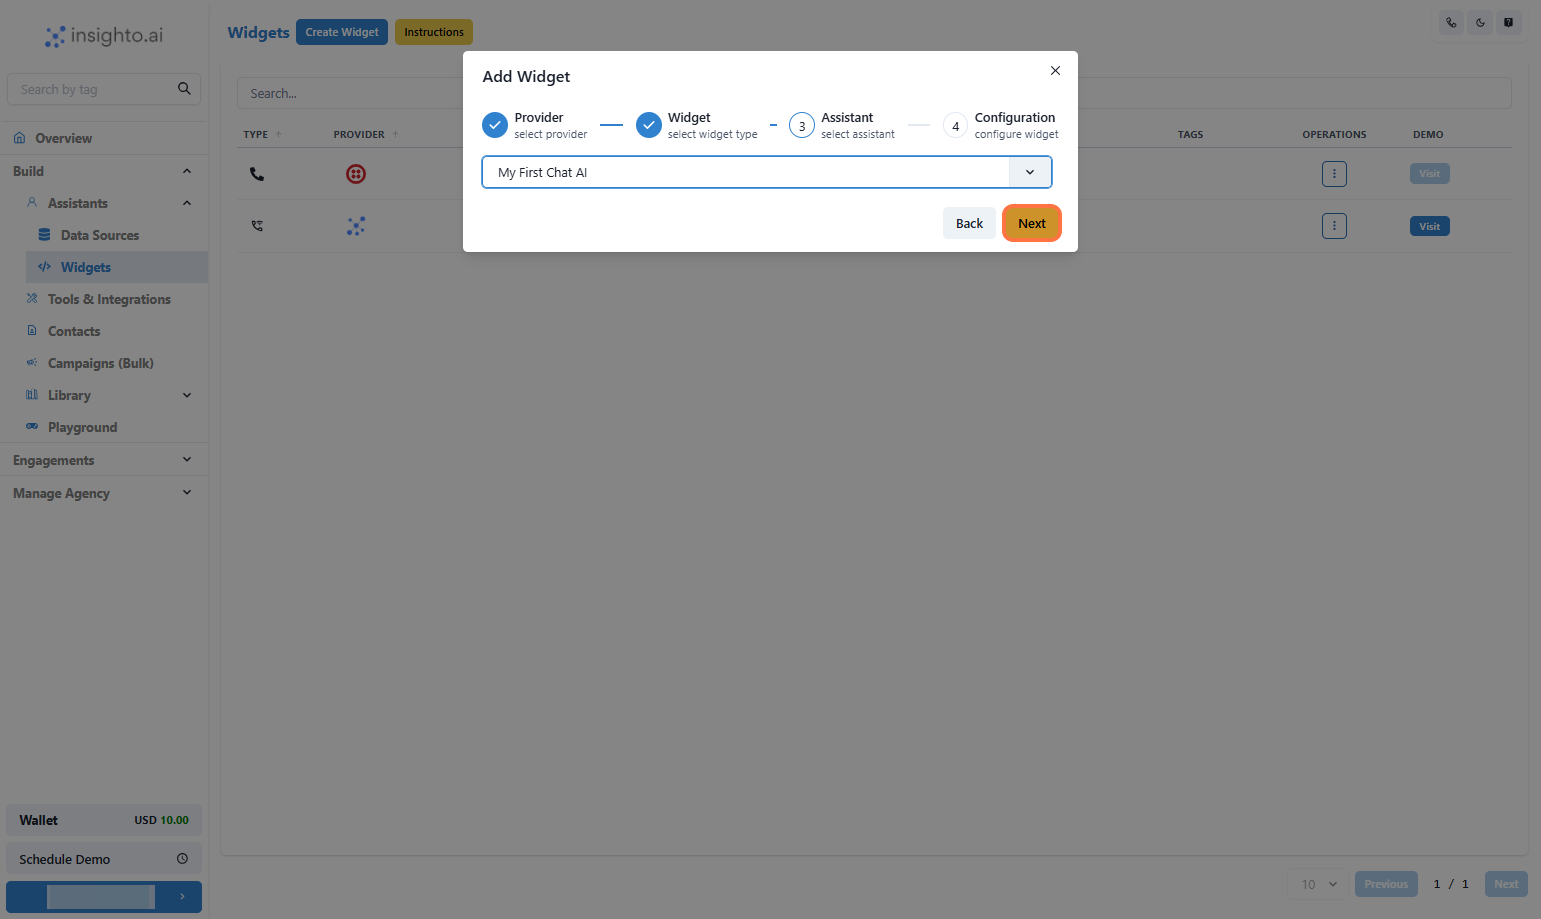 insighto.ai
Search by tag
Overview
Build
Assistants
Data Sources
Widgets
Tools & Integrations
Contacts
Campaigns (Bulk)
Library
Playground
Engagements
Manage Agency
Wallet USD 10.00
Schedule Demo
Widgets Create Widget Instructions
Search...
TYPE PROVIDER TAGS OPERATIONS DEMO
Visit
Visit
Add Widget
Provider
select provider
Widget
select widget type
3 Assistant
select assistant
4 Configuration
configure widget
My First Chat AI
Back Next
10 Previous 1 / 1 Next